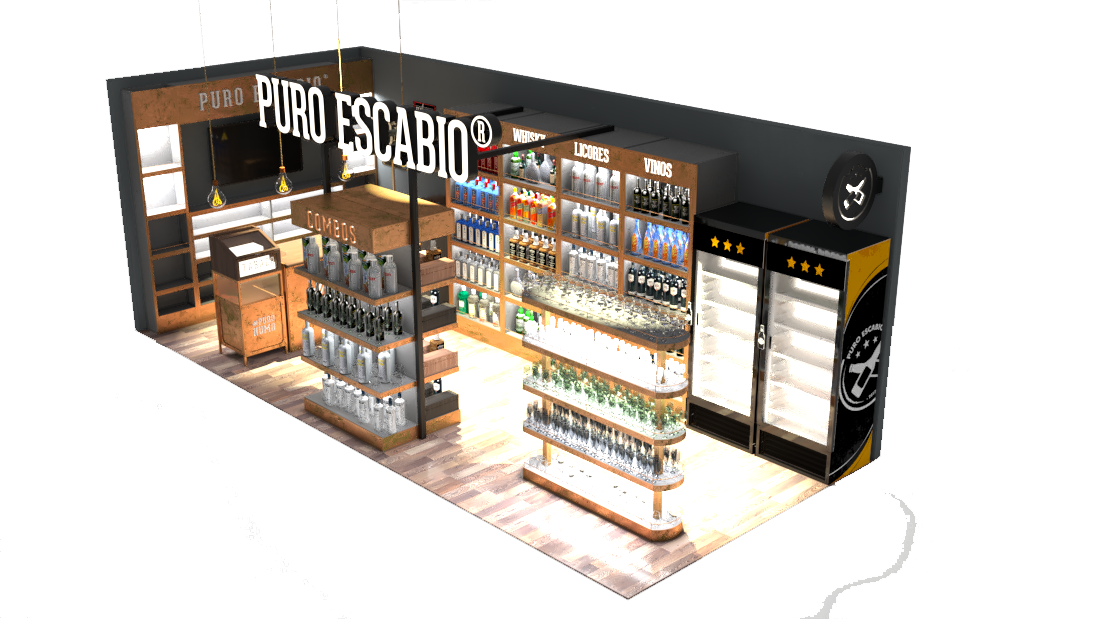 PURO ESCABIO®
PURO
COMBOS
WHISKY
LICORES
VINOS
PURO ESCABIO